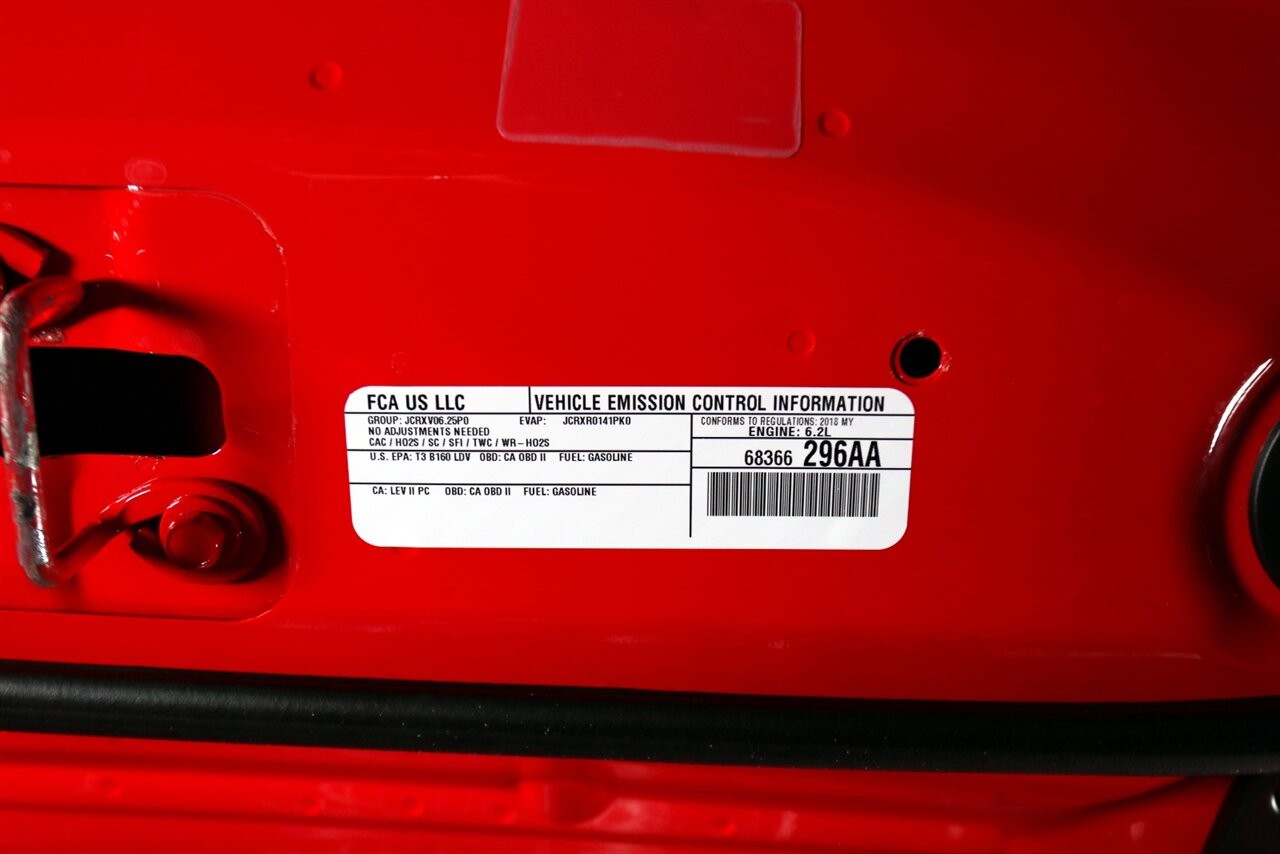 FCA US LLC
VEHICLE EMISSION CONTROL INFORMATION
GROUP: JCRXV06.25P0 EVAP: JCRXR0141PK0
NO ADJUSTMENTS NEEDED
CAC / HO2S / SC / SFI / TWC / WR-HO2S
U.S. EPA: T3 B160 LDV OBD: CA OBD II FUEL: GASOLINE
CA: LEV II PC OBD: CA OBD II FUEL: GASOLINE
CONFORMS TO REGULATIONS: 2018 MY
ENGINE: 6.2L
68366 296AA